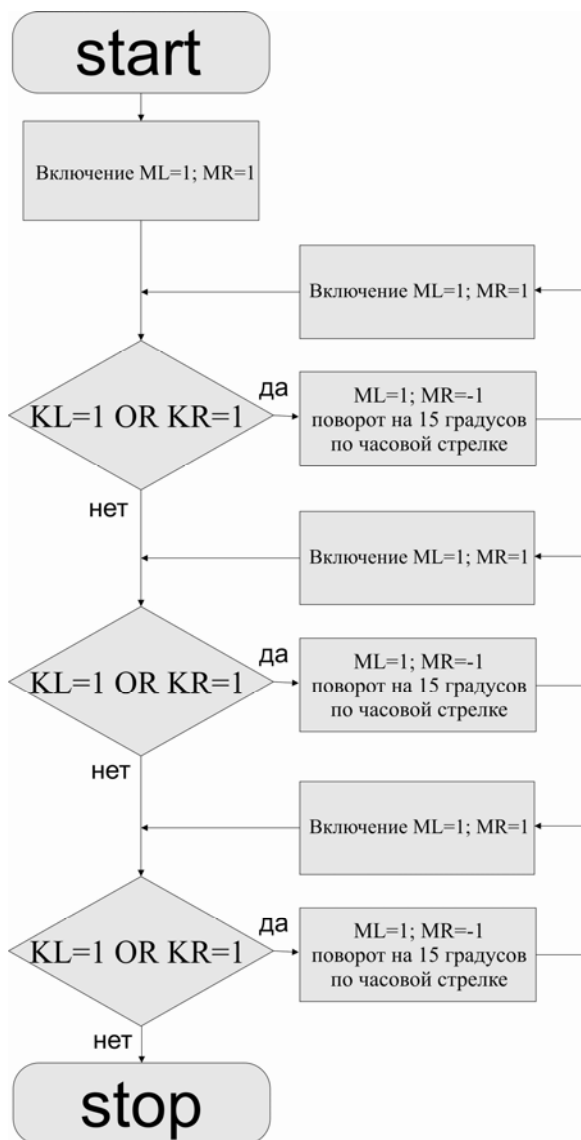 start
Включение ML=1; MR=1
Включение ML=1; MR=1
KL=1 OR KR=1
да
ML=1; MR=-1
поворот на 15 градусов
по часовой стрелке
нет
Включение ML=1; MR=1
KL=1 OR KR=1
да
ML=1; MR=-1
поворот на 15 градусов
по часовой стрелке
нет
Включение ML=1; MR=1
KL=1 OR KR=1
да
ML=1; MR=-1
поворот на 15 градусов
по часовой стрелке
нет
stop